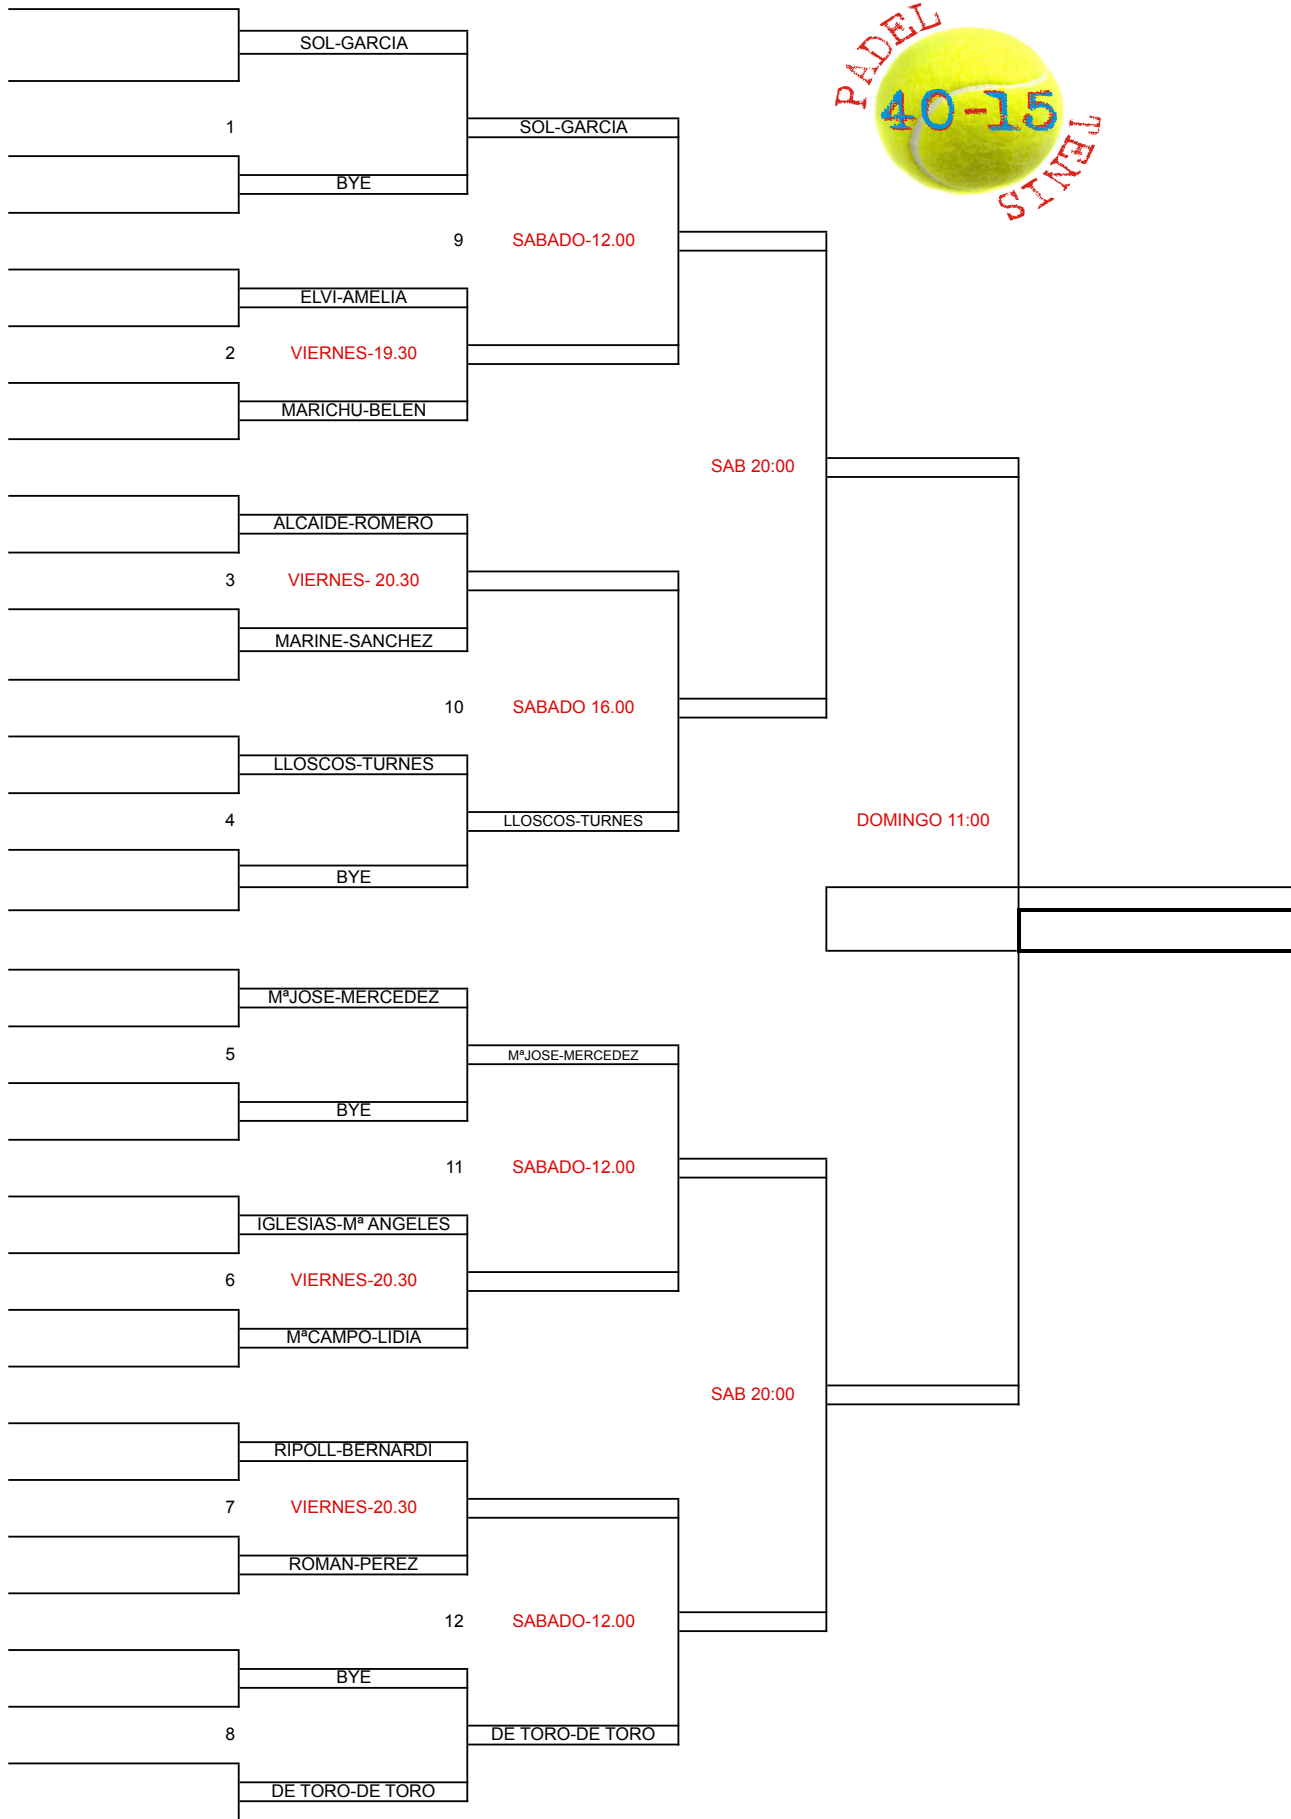 PADEL
40-15
TENIS
SOL-GARCIA
1
SOL-GARCIA
BYE
9 SABADO-12.00
ELVI-AMELIA
2 VIERNES-19.30
MARICHU-BELEN
SAB 20:00
ALCAIDE-ROMERO
3 VIERNES- 20.30
MARINE-SANCHEZ
10 SABADO 16.00
LLOSCOS-TURNES
4 LLOSCOS-TURNES DOMINGO 11:00
BYE
MªJOSE-MERCEDEZ
5 MªJOSE-MERCEDEZ
BYE
11 SABADO-12.00
IGLESIAS-Mª ANGELES
6 VIERNES-20.30
MªCAMPO-LIDIA
SAB 20:00
RIPOLL-BERNARDI
7 VIERNES-20.30
ROMAN-PEREZ
12 SABADO-12.00
BYE
8 DE TORO-DE TORO
DE TORO-DE TORO